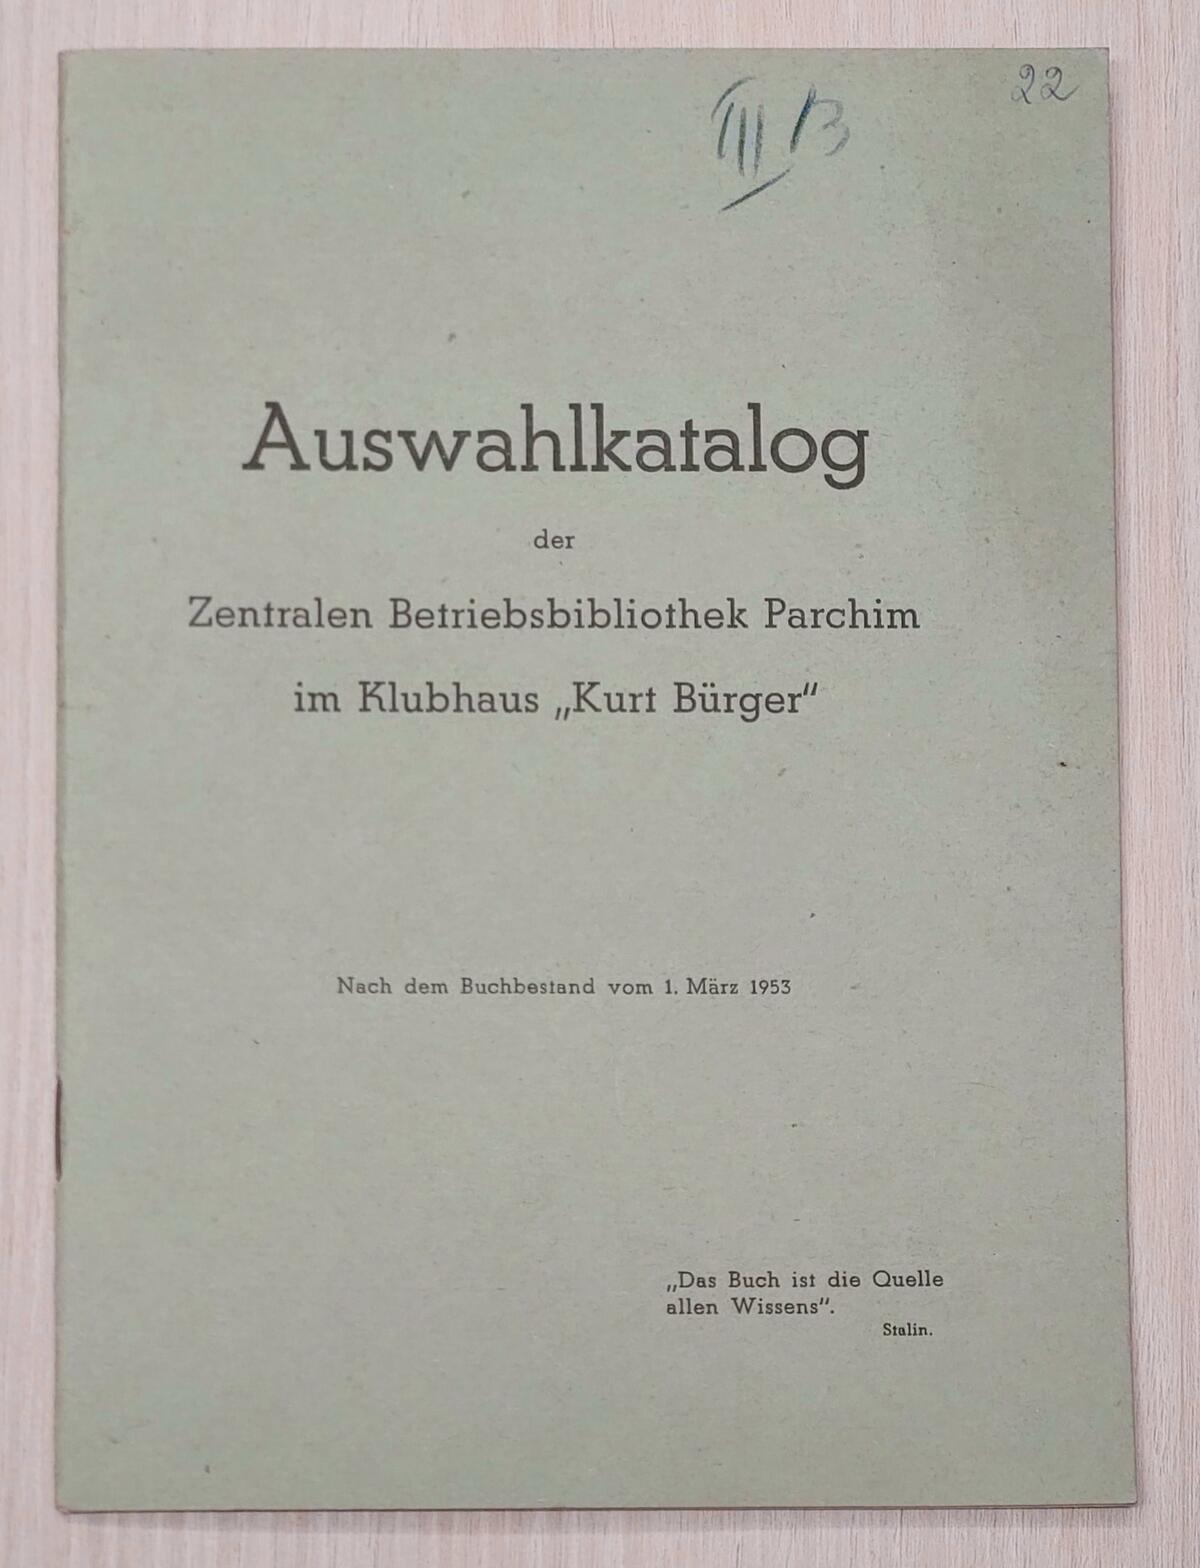 22
III B
Auswahlkatalog
der
Zentralen Betriebsbibliothek Parchim
im Klubhaus „Kurt Bürger"
Nach dem Buchbestand vom 1. März 1953
„Das Buch ist die Quelle
allen Wissens".
Stalin.